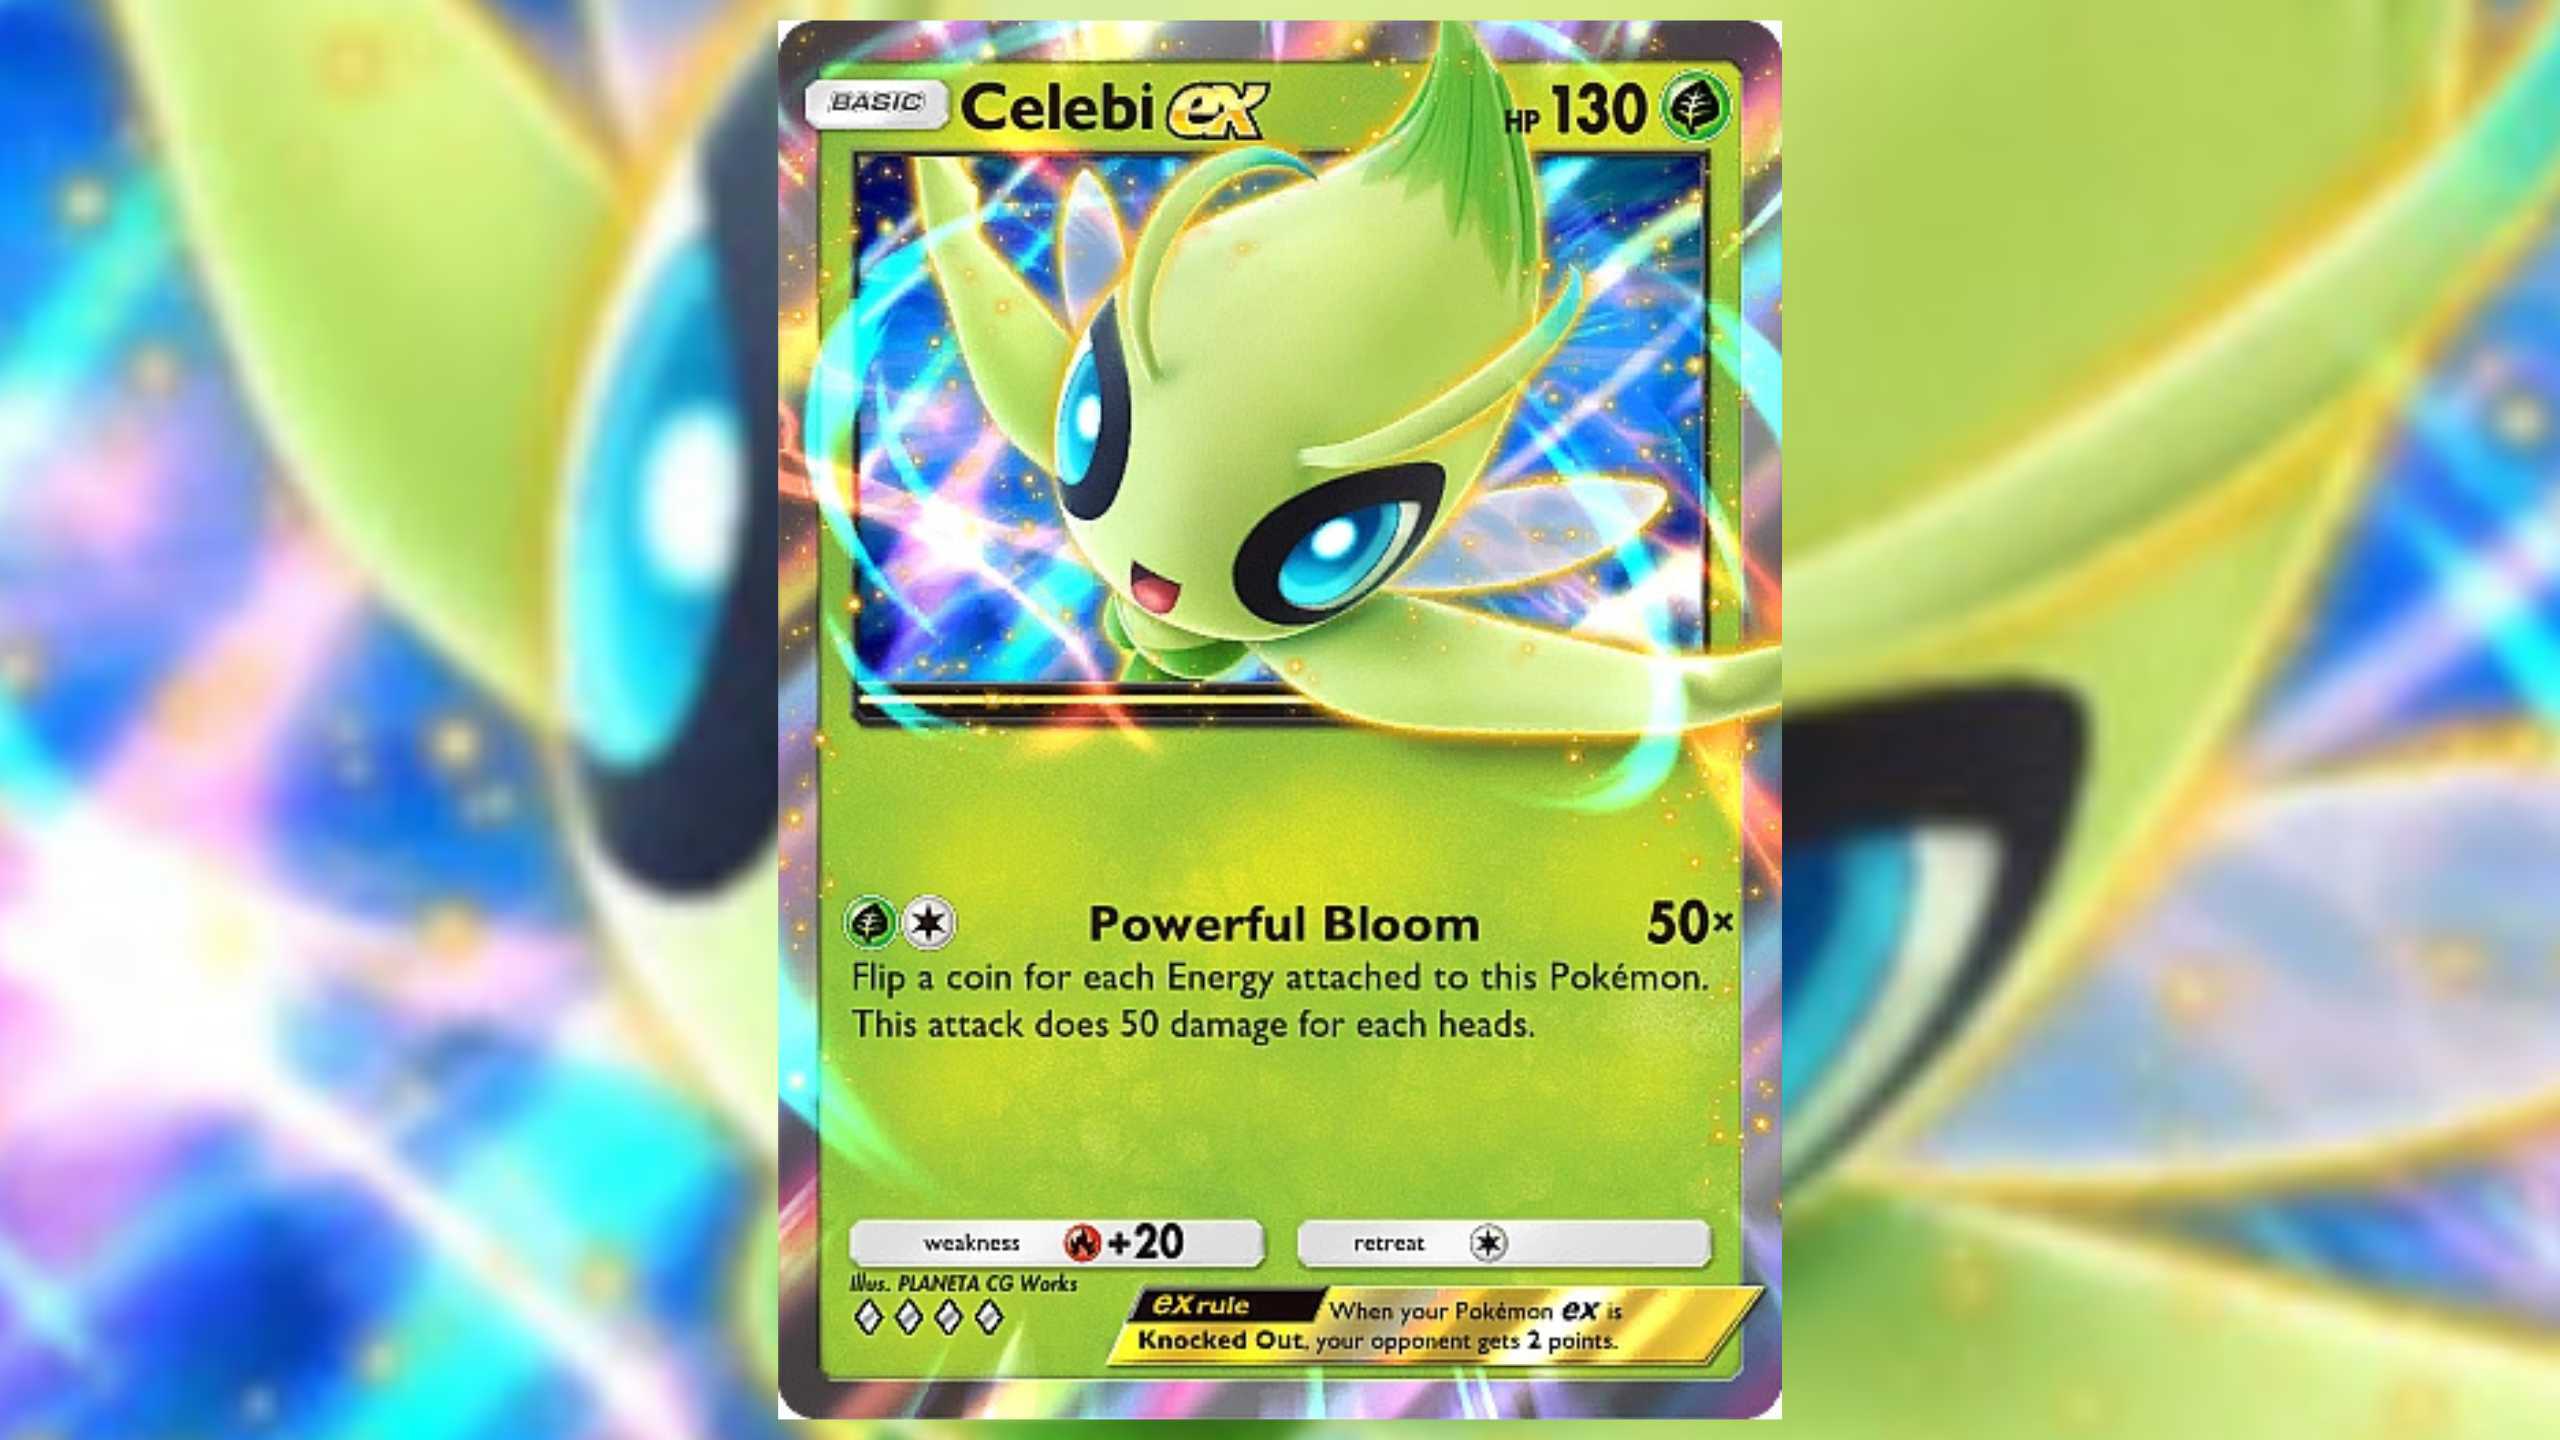 BASIC Celebi ex HP 130
Powerful Bloom 50×
Flip a coin for each Energy attached to this Pokémon.
This attack does 50 damage for each heads.
weakness +20 retreat
Illus. PLANETA CG Works
ex rule When your Pokémon ex is
Knocked Out, your opponent gets 2 points.